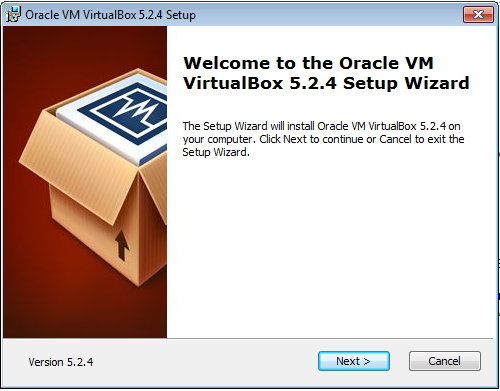 Oracle VM VirtualBox 5.2.4 Setup
Welcome to the Oracle VM
VirtualBox 5.2.4 Setup Wizard
The Setup Wizard will install Oracle VM VirtualBox 5.2.4 on
your computer. Click Next to continue or Cancel to exit the
Setup Wizard.
VM
Version 5.2.4
Next >
Cancel